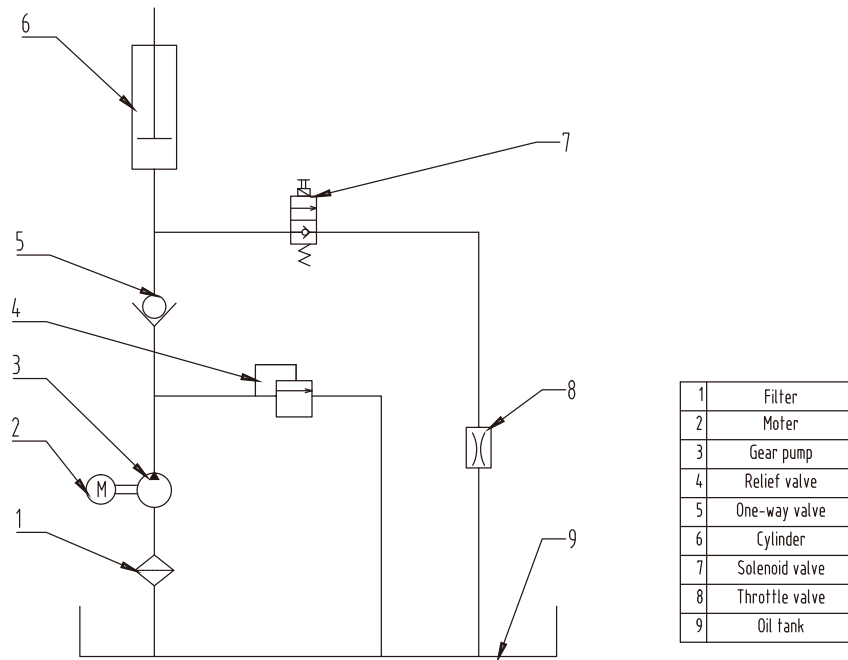 6
7
5
4
3
8
2
M
1
9
1 Filter
2 Moter
3 Gear pump
4 Relief valve
5 One-way valve
6 Cylinder
7 Solenoid valve
8 Throttle valve
9 Oil tank